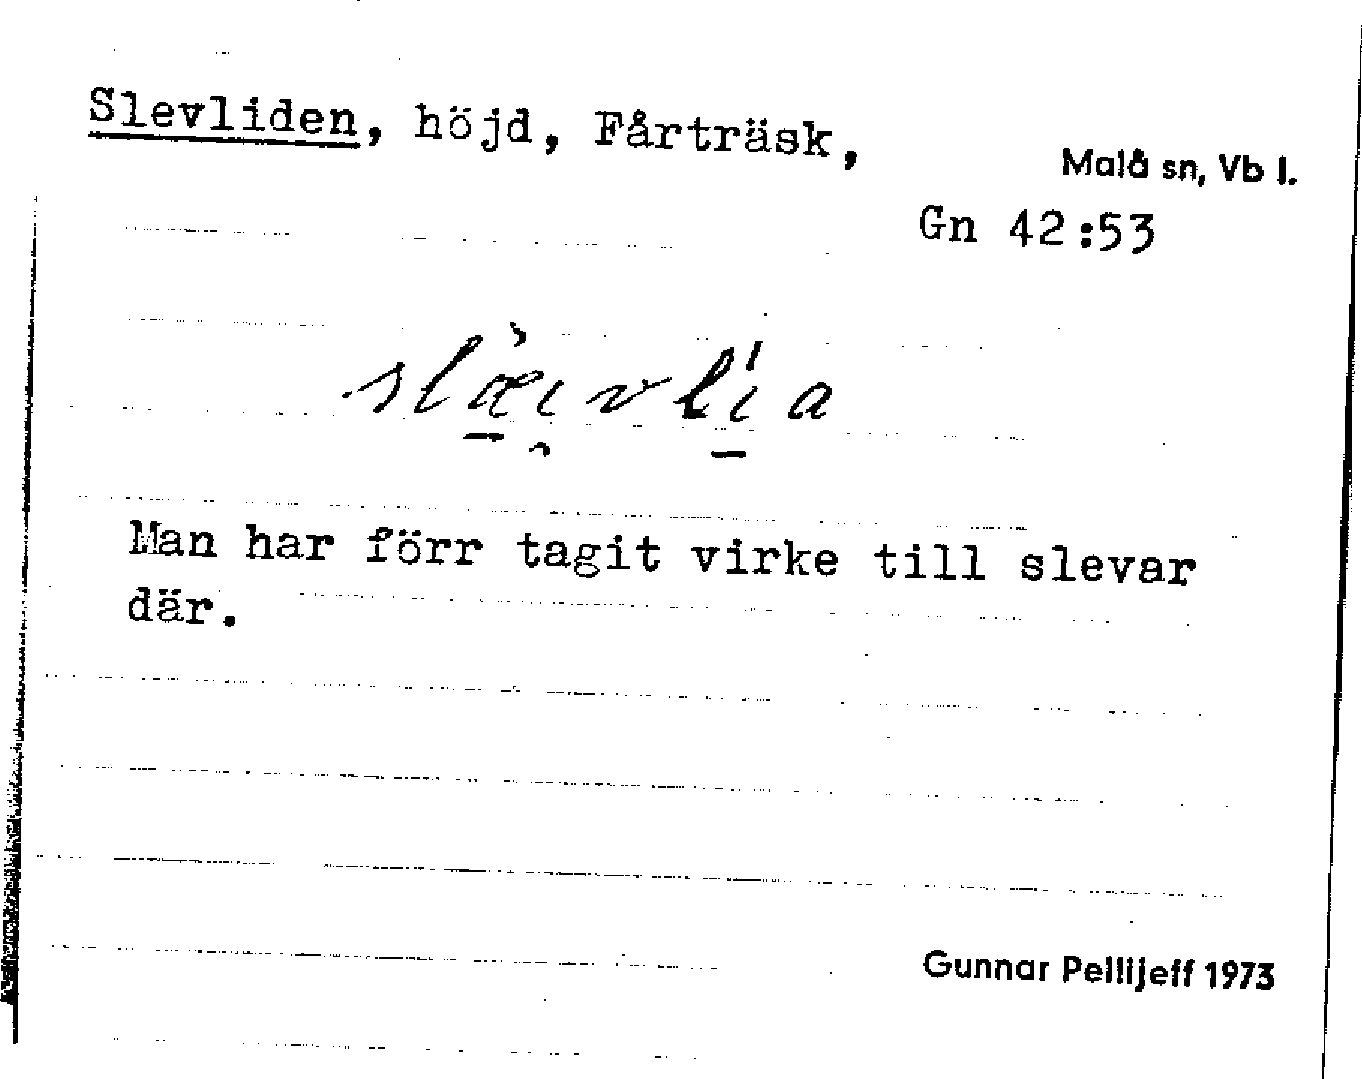 Slevliden, höjd, Fårträsk,
Malå sn, Vb l.
Gn 42:53
Man har förr tagit virke till slevar
där.
Gunnar Pellijeff 1973